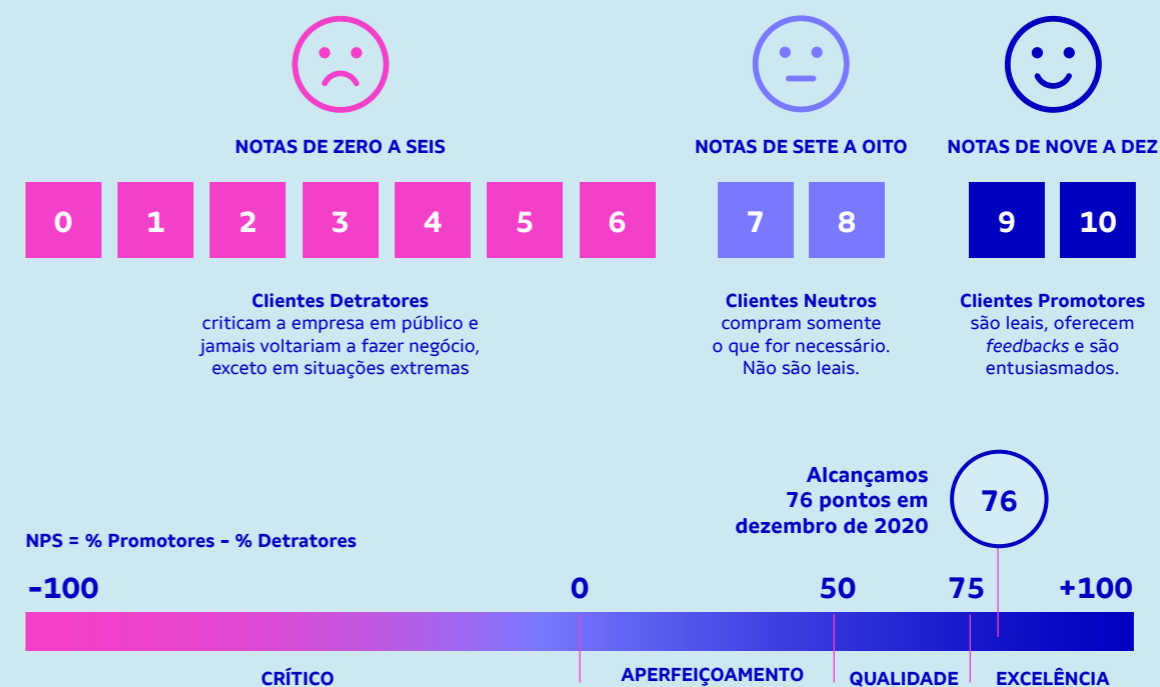 NOTAS DE ZERO A SEIS
NOTAS DE SETE A OITO
NOTAS DE NOVE A DEZ
0 1 2 3 4 5 6
7 8
9 10
Clientes Detratores
criticam a empresa em público e
jamais voltariam a fazer negócio,
exceto em situações extremas
Clientes Neutros
compram somente
o que for necessário.
Não são leais.
Clientes Promotores
são leais, oferecem
feedbacks e são
entusiasmados.
Alcançamos
76 pontos em
dezembro de 2020
76
NPS = % Promotores - % Detratores
-100 0 50 75 +100
CRÍTICO APERFEIÇOAMENTO QUALIDADE EXCELÊNCIA